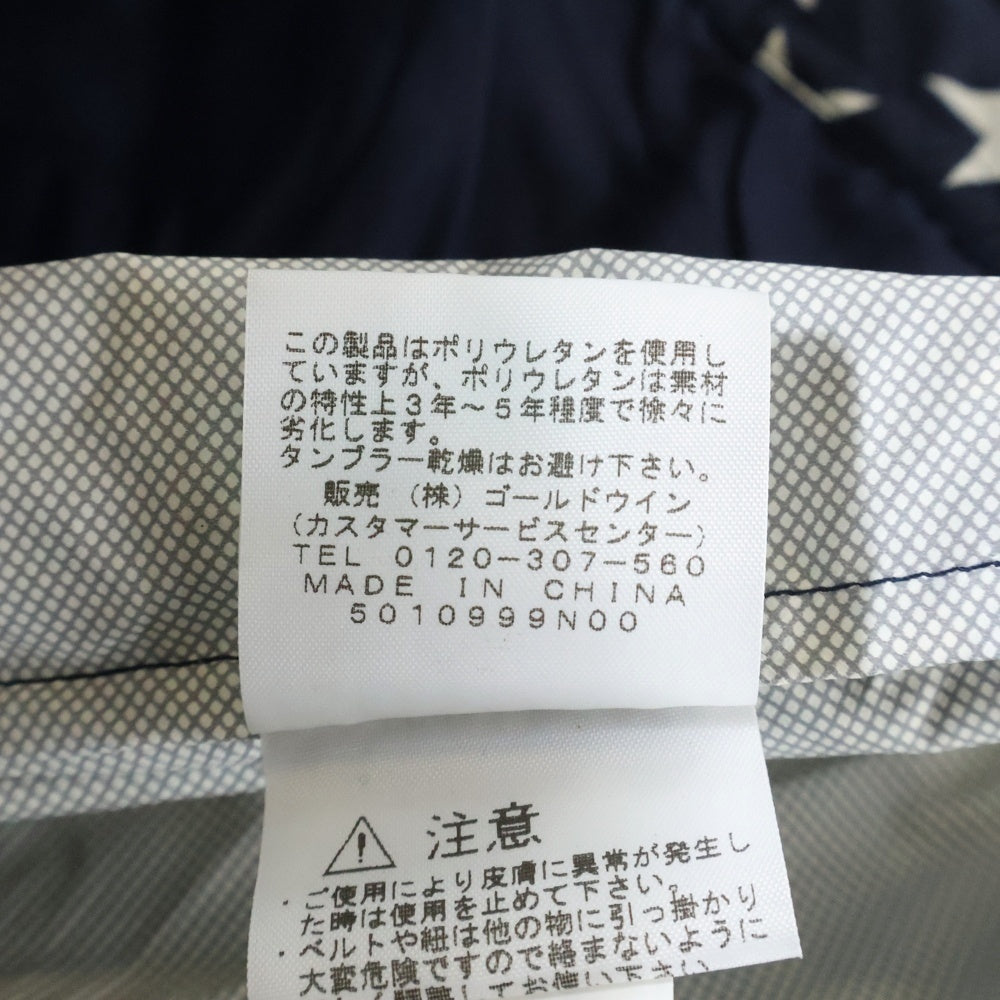 この製品はポリウレタンを使用し
ていますが、ポリウレタンは素材
の特性上3年～5年程度で徐々に
劣化します。
タンブラー乾燥はお避け下さい。
販売 (株) ゴールドウイン
(カスタマーサービスセンター)
TEL 0120-307-560
MADE IN CHINA
5010999N00
注意
・ご使用により皮膚に異常が発生し
た時は使用を止めて下さい。
・ベルトや紐は他の物に引っ掛かり
大変危険ですので絡まないように
お使い下さい。